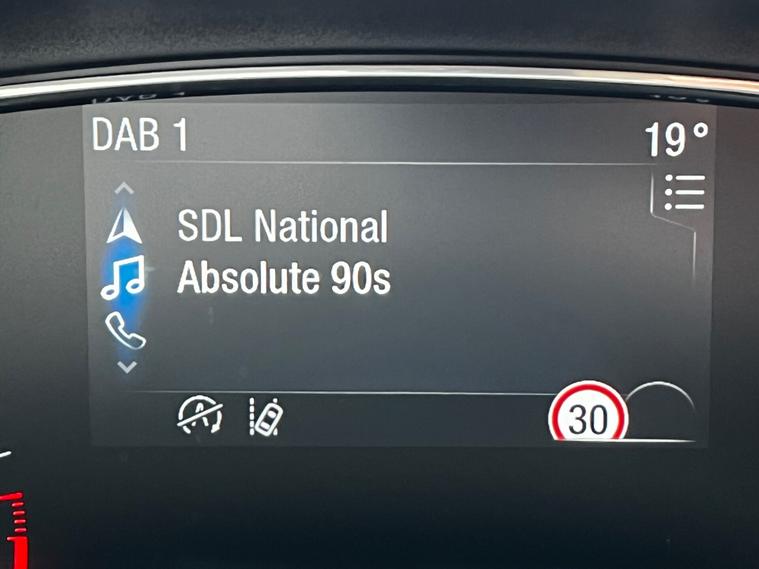 DAB 1
19°
SDL National
Absolute 90s
30